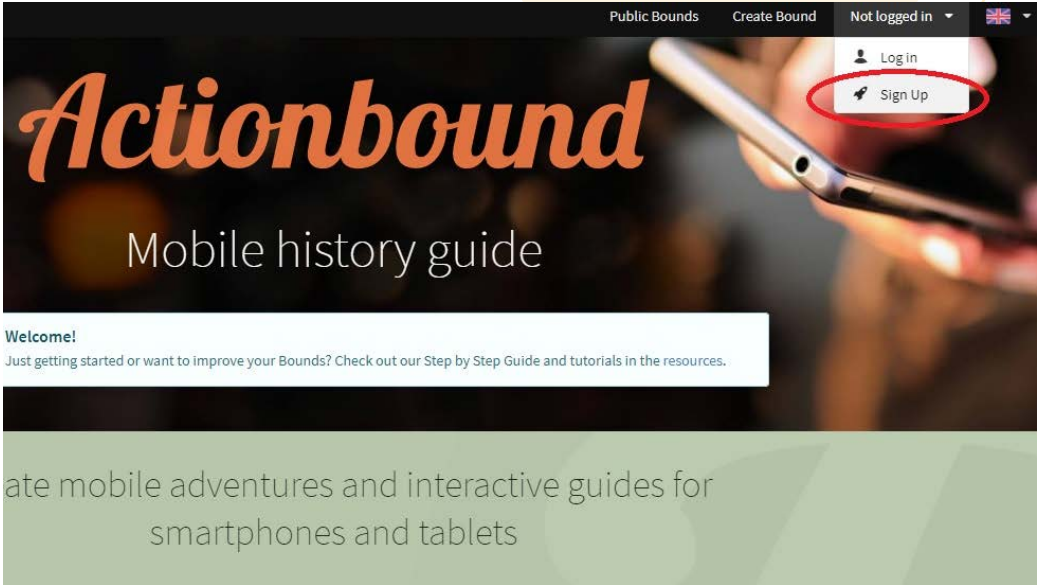 Public Bounds Create Bound Not logged in
Log in
Sign Up
Actionbound
Mobile history guide
Welcome!
Just getting started or want to improve your Bounds? Check out our Step by Step Guide and tutorials in the resources.
ate mobile adventures and interactive guides for
smartphones and tablets